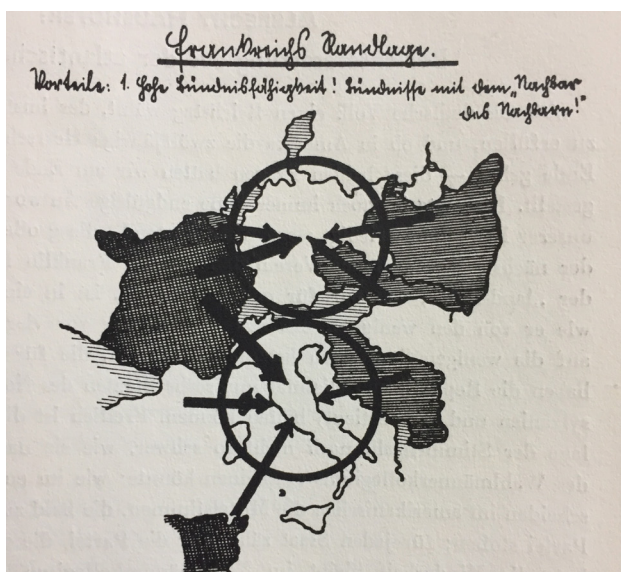 Frankreichs Randlage.
Vorteile: 1. Hohe Bündnisfähigkeit! Bündnisse mit dem „Nachbar
des Nachbarn!"